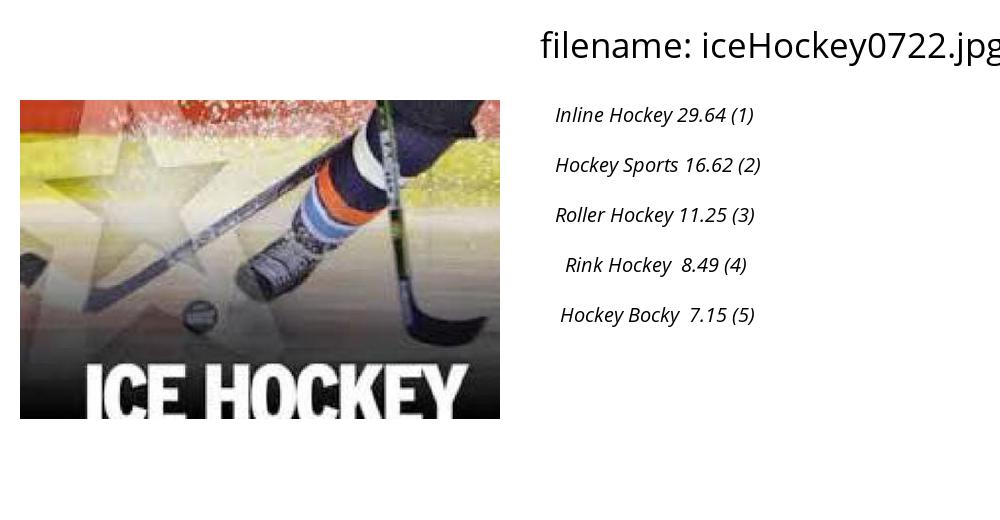 filename: iceHockey0722.jpg
Inline Hockey 29.64 (1)
Hockey Sports 16.62 (2)
Roller Hockey 11.25 (3)
Rink Hockey 8.49 (4)
Hockey Bocky 7.15 (5)
ICE HOCKEY